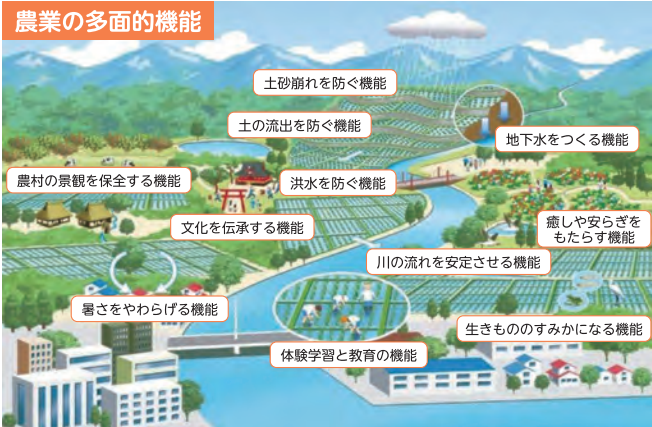 農業の多面的機能
土砂崩れを防ぐ機能
土の流出を防ぐ機能
地下水をつくる機能
農村の景観を保全する機能
洪水を防ぐ機能
文化を伝承する機能
癒しや安らぎを
もたらす機能
川の流れを安定させる機能
暑さをやわらげる機能
生きもののすみかになる機能
体験学習と教育の機能